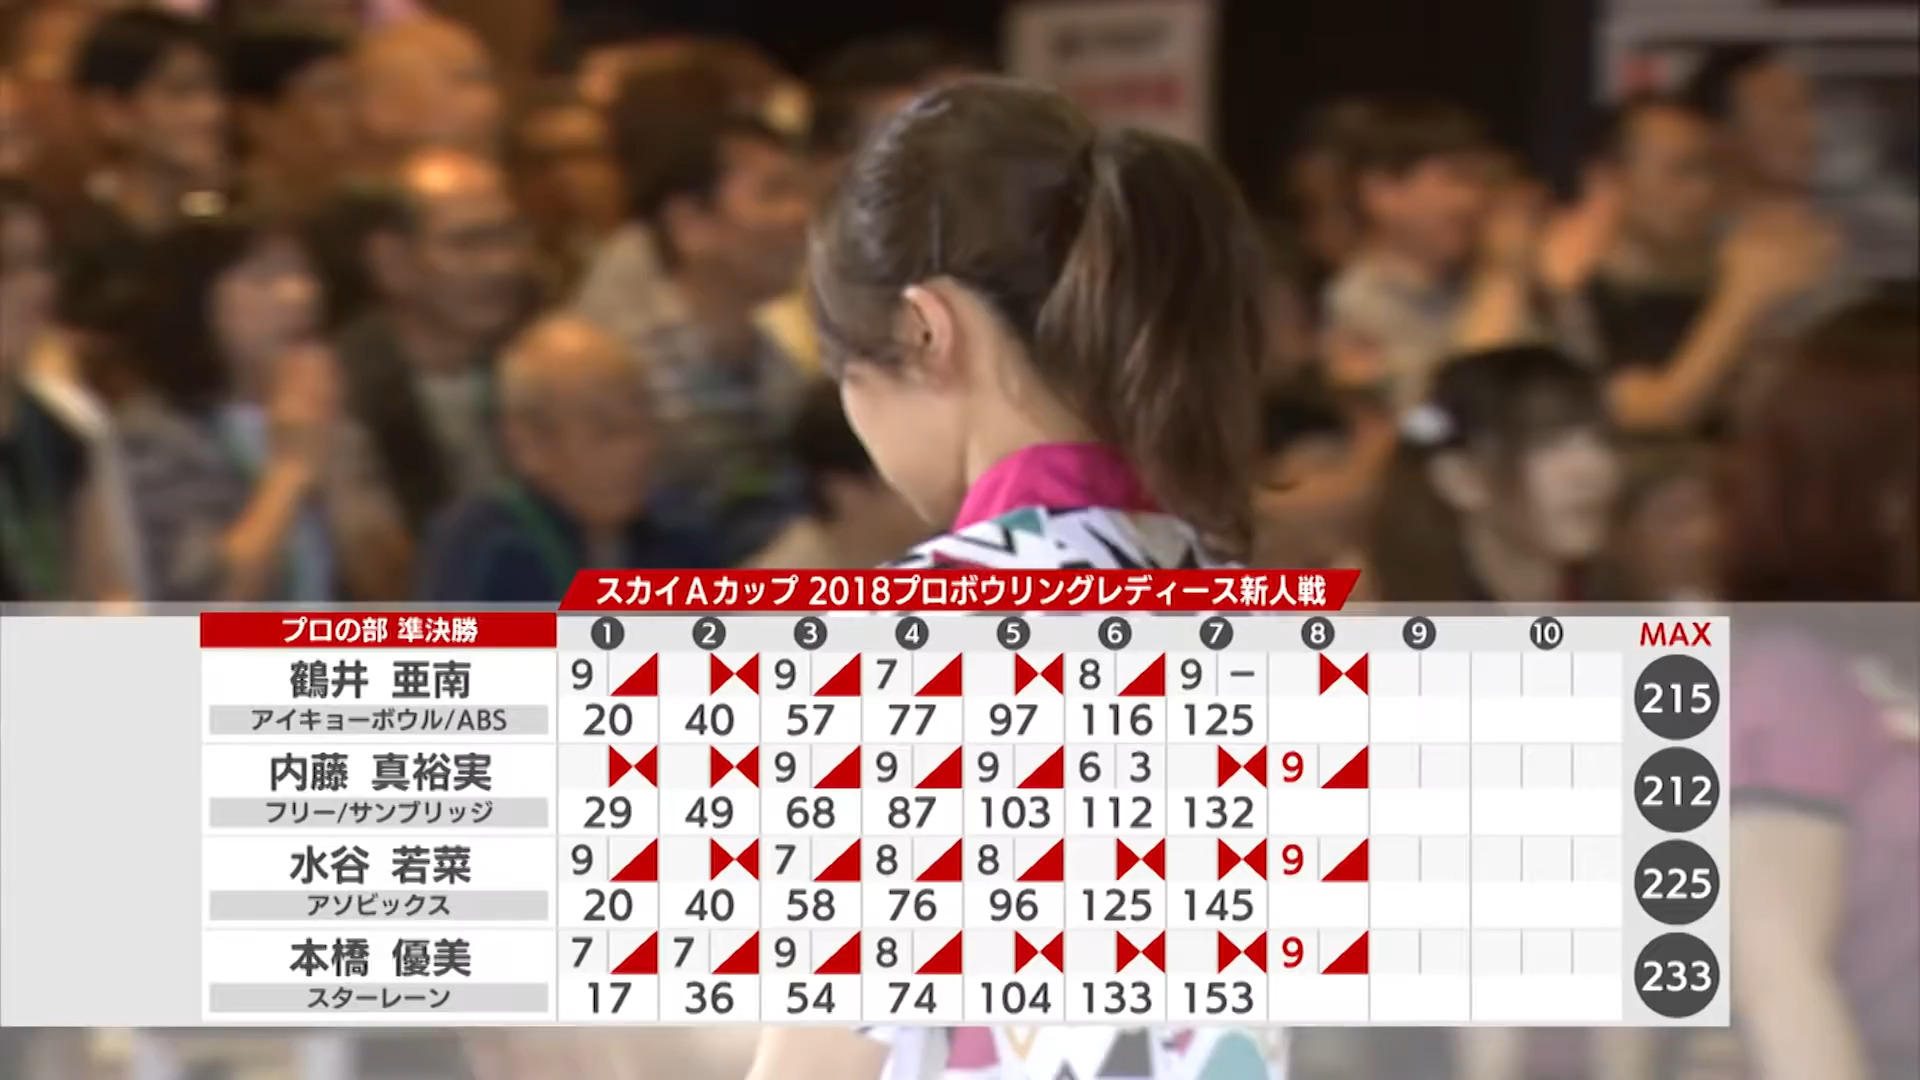 スカイAカップ 2018プロボウリングレディース新人戦
プロの部 準決勝 1 2 3 4 5 6 7 8 9 10 MAX
鶴井 亜南 9 9 7 8 9 − 215
アイキョーボウル/ABS 20 40 57 77 97 116 125
内藤 真裕実 9 9 9 6 3 9 212
フリー/サンブリッジ 29 49 68 87 103 112 132
水谷 若菜 9 7 8 8 9 225
アソビックス 20 40 58 76 96 125 145
本橋 優美 7 7 9 8 9 233
スターレーン 17 36 54 74 104 133 153